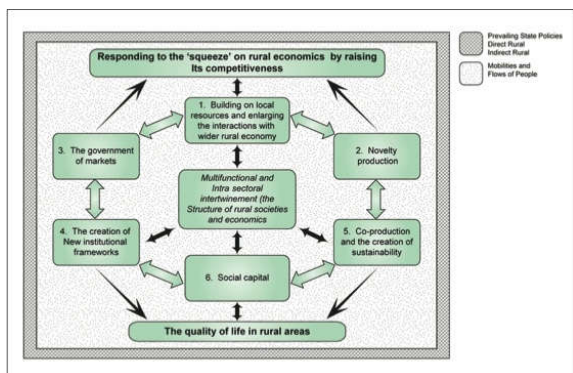 Responding to the 'squeeze' on rural economics by raising
Its competitiveness
1. Building on local
resources and enlarging
the interactions with
wider rural economy
3. The government
of markets
2. Novelty
production
Multifunctional and
Intra sectoral
intertwinement (the
Structure of rural societies
and economics
4. The creation of
New institutional
frameworks
5. Co-production
and the creation of
sustainability
6. Social capital
The quality of life in rural areas
Prevailing State Policies
Direct Rural
Indirect Rural
Mobilities and
Flows of People